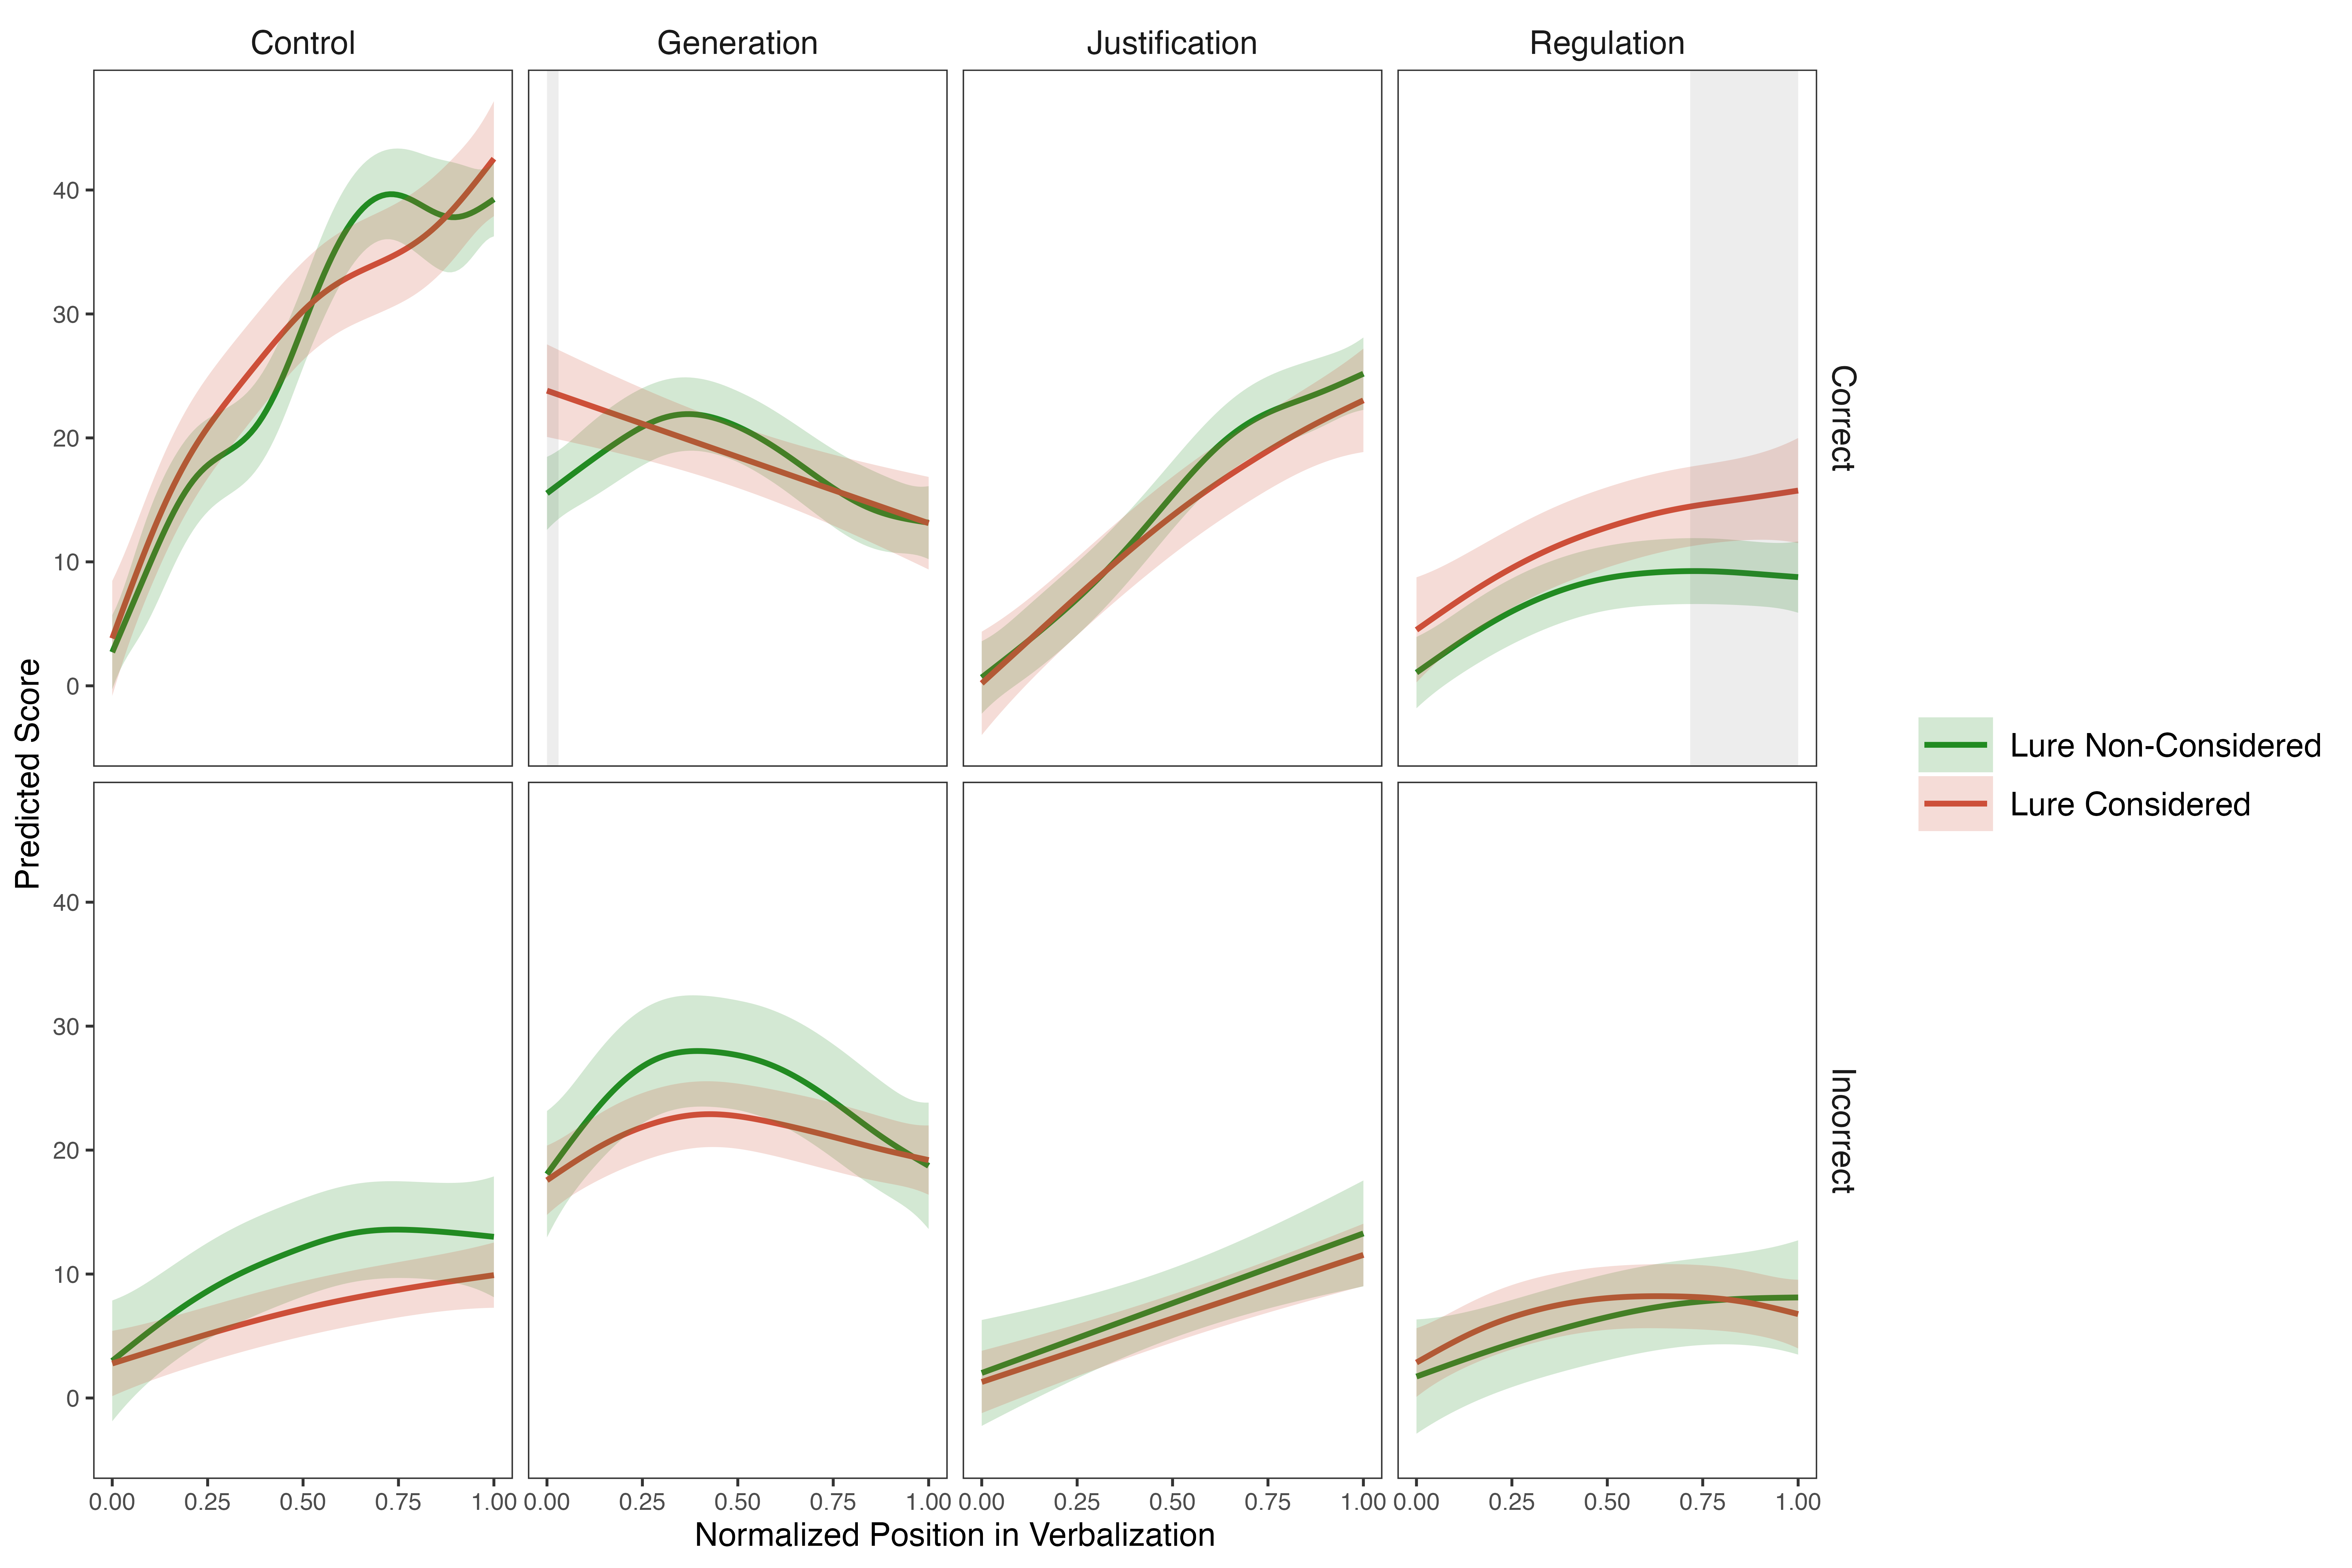 Control
Generation
Justification
Regulation
40
30
20
10
0
Correct
Predicted Score
Lure Non-Considered
Lure Considered
40
30
20
10
0
Incorrect
0.00 0.25 0.50 0.75 1.00 0.00 0.25 0.50 0.75 1.00 0.00 0.25 0.50 0.75 1.00 0.00 0.25 0.50 0.75 1.00
Normalized Position in Verbalization